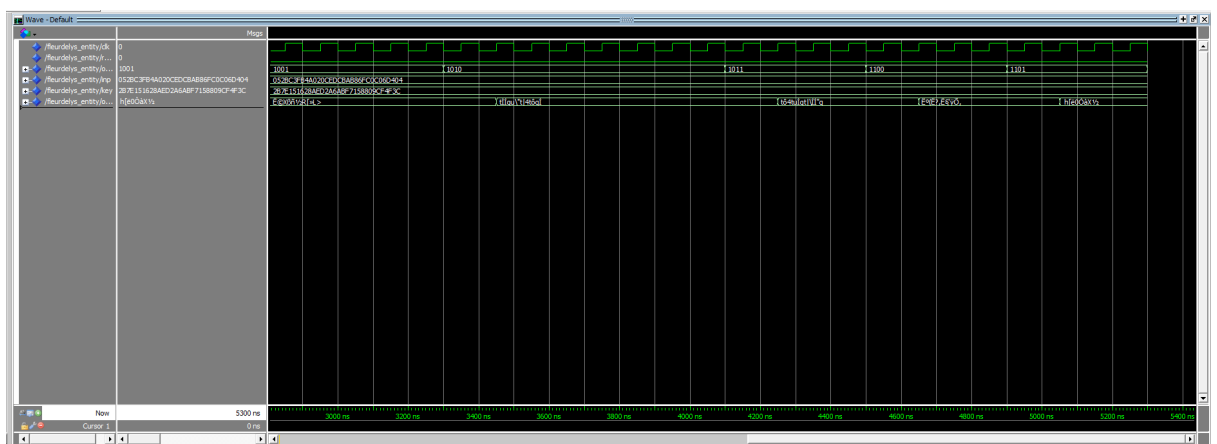 Wave - Default
Msgs
/fleurdelys_entity/clk 0
/fleurdelys_entity/r... 0
/fleurdelys_entity/o... 1001 1001 1010 1011 1100 1101
/fleurdelys_entity/inp 052BC3FB4A020CEDCBAB86FC0C06D404 052BC3FB4A020CEDCBAB86FC0C06D404
/fleurdelys_entity/key 2B7E151628AED2A6ABF7158809CF4F3C 2B7E151628AED2A6ABF7158809CF4F3C
/fleurdelys_entity/o...
Now 5300 ns 3000 ns 3200 ns 3400 ns 3600 ns 3800 ns 4000 ns 4200 ns 4400 ns 4600 ns 4800 ns 5000 ns 5200 ns 5400 ns
Cursor 1 0 ns